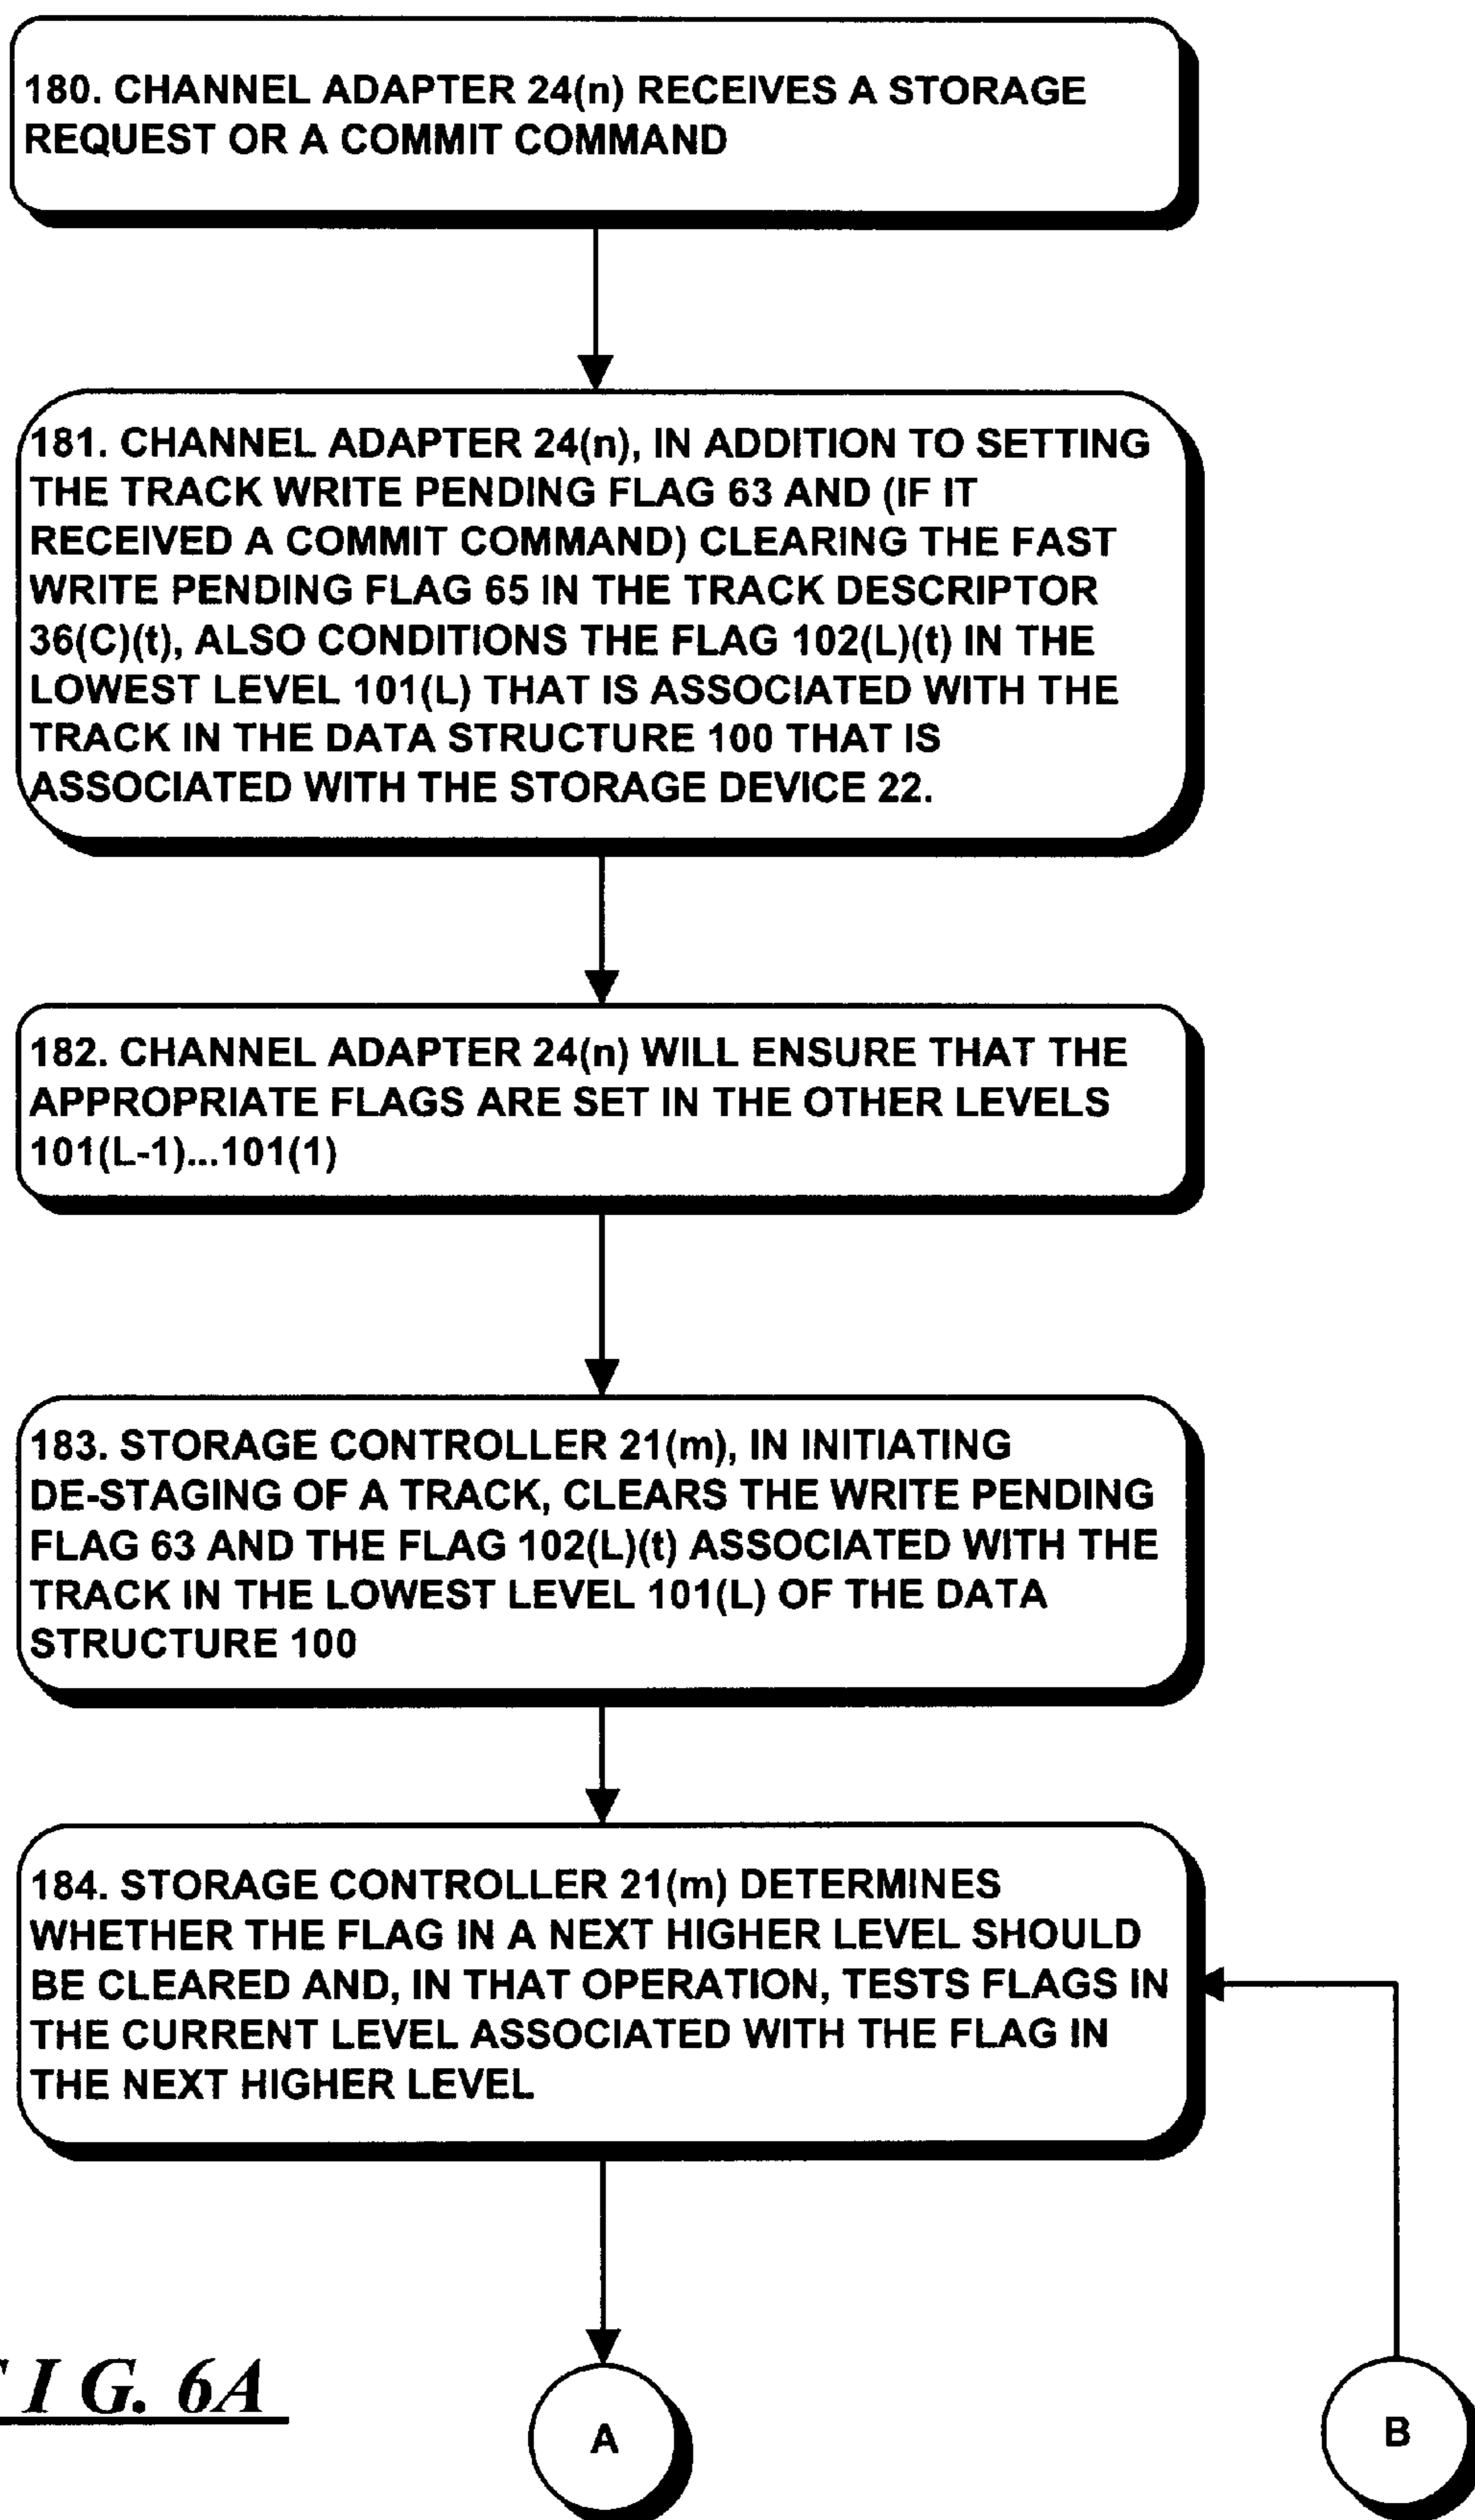 180. CHANNEL ADAPTER 24(n) RECEIVES A STORAGE
REQUEST OR A COMMIT COMMAND
181. CHANNEL ADAPTER 24(n), IN ADDITION TO SETTING
THE TRACK WRITE PENDING FLAG 63 AND (IF IT
RECEIVED A COMMIT COMMAND) CLEARING THE FAST
WRITE PENDING FLAG 65 IN THE TRACK DESCRIPTOR
36(C)(t), ALSO CONDITIONS THE FLAG 102(L)(t) IN THE
LOWEST LEVEL 101(L) THAT IS ASSOCIATED WITH THE
TRACK IN THE DATA STRUCTURE 100 THAT IS
ASSOCIATED WITH THE STORAGE DEVICE 22.
182. CHANNEL ADAPTER 24(n) WILL ENSURE THAT THE
APPROPRIATE FLAGS ARE SET IN THE OTHER LEVELS
101(L-1)...101(1)
183. STORAGE CONTROLLER 21(m), IN INITIATING
DE-STAGING OF A TRACK, CLEARS THE WRITE PENDING
FLAG 63 AND THE FLAG 102(L)(t) ASSOCIATED WITH THE
TRACK IN THE LOWEST LEVEL 101(L) OF THE DATA
STRUCTURE 100
184. STORAGE CONTROLLER 21(m) DETERMINES
WHETHER THE FLAG IN A NEXT HIGHER LEVEL SHOULD
BE CLEARED AND, IN THAT OPERATION, TESTS FLAGS IN
THE CURRENT LEVEL ASSOCIATED WITH THE FLAG IN
THE NEXT HIGHER LEVEL
FIG. 6A
A
B